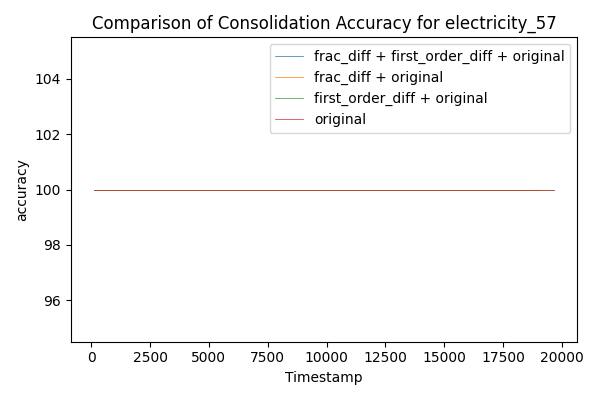 Comparison of Consolidation Accuracy for electricity_57
frac_diff + first_order_diff + original
frac_diff + original
first_order_diff + original
original
accuracy
104
102
100
98
96
0 2500 5000 7500 10000 12500 15000 17500 20000
Timestamp